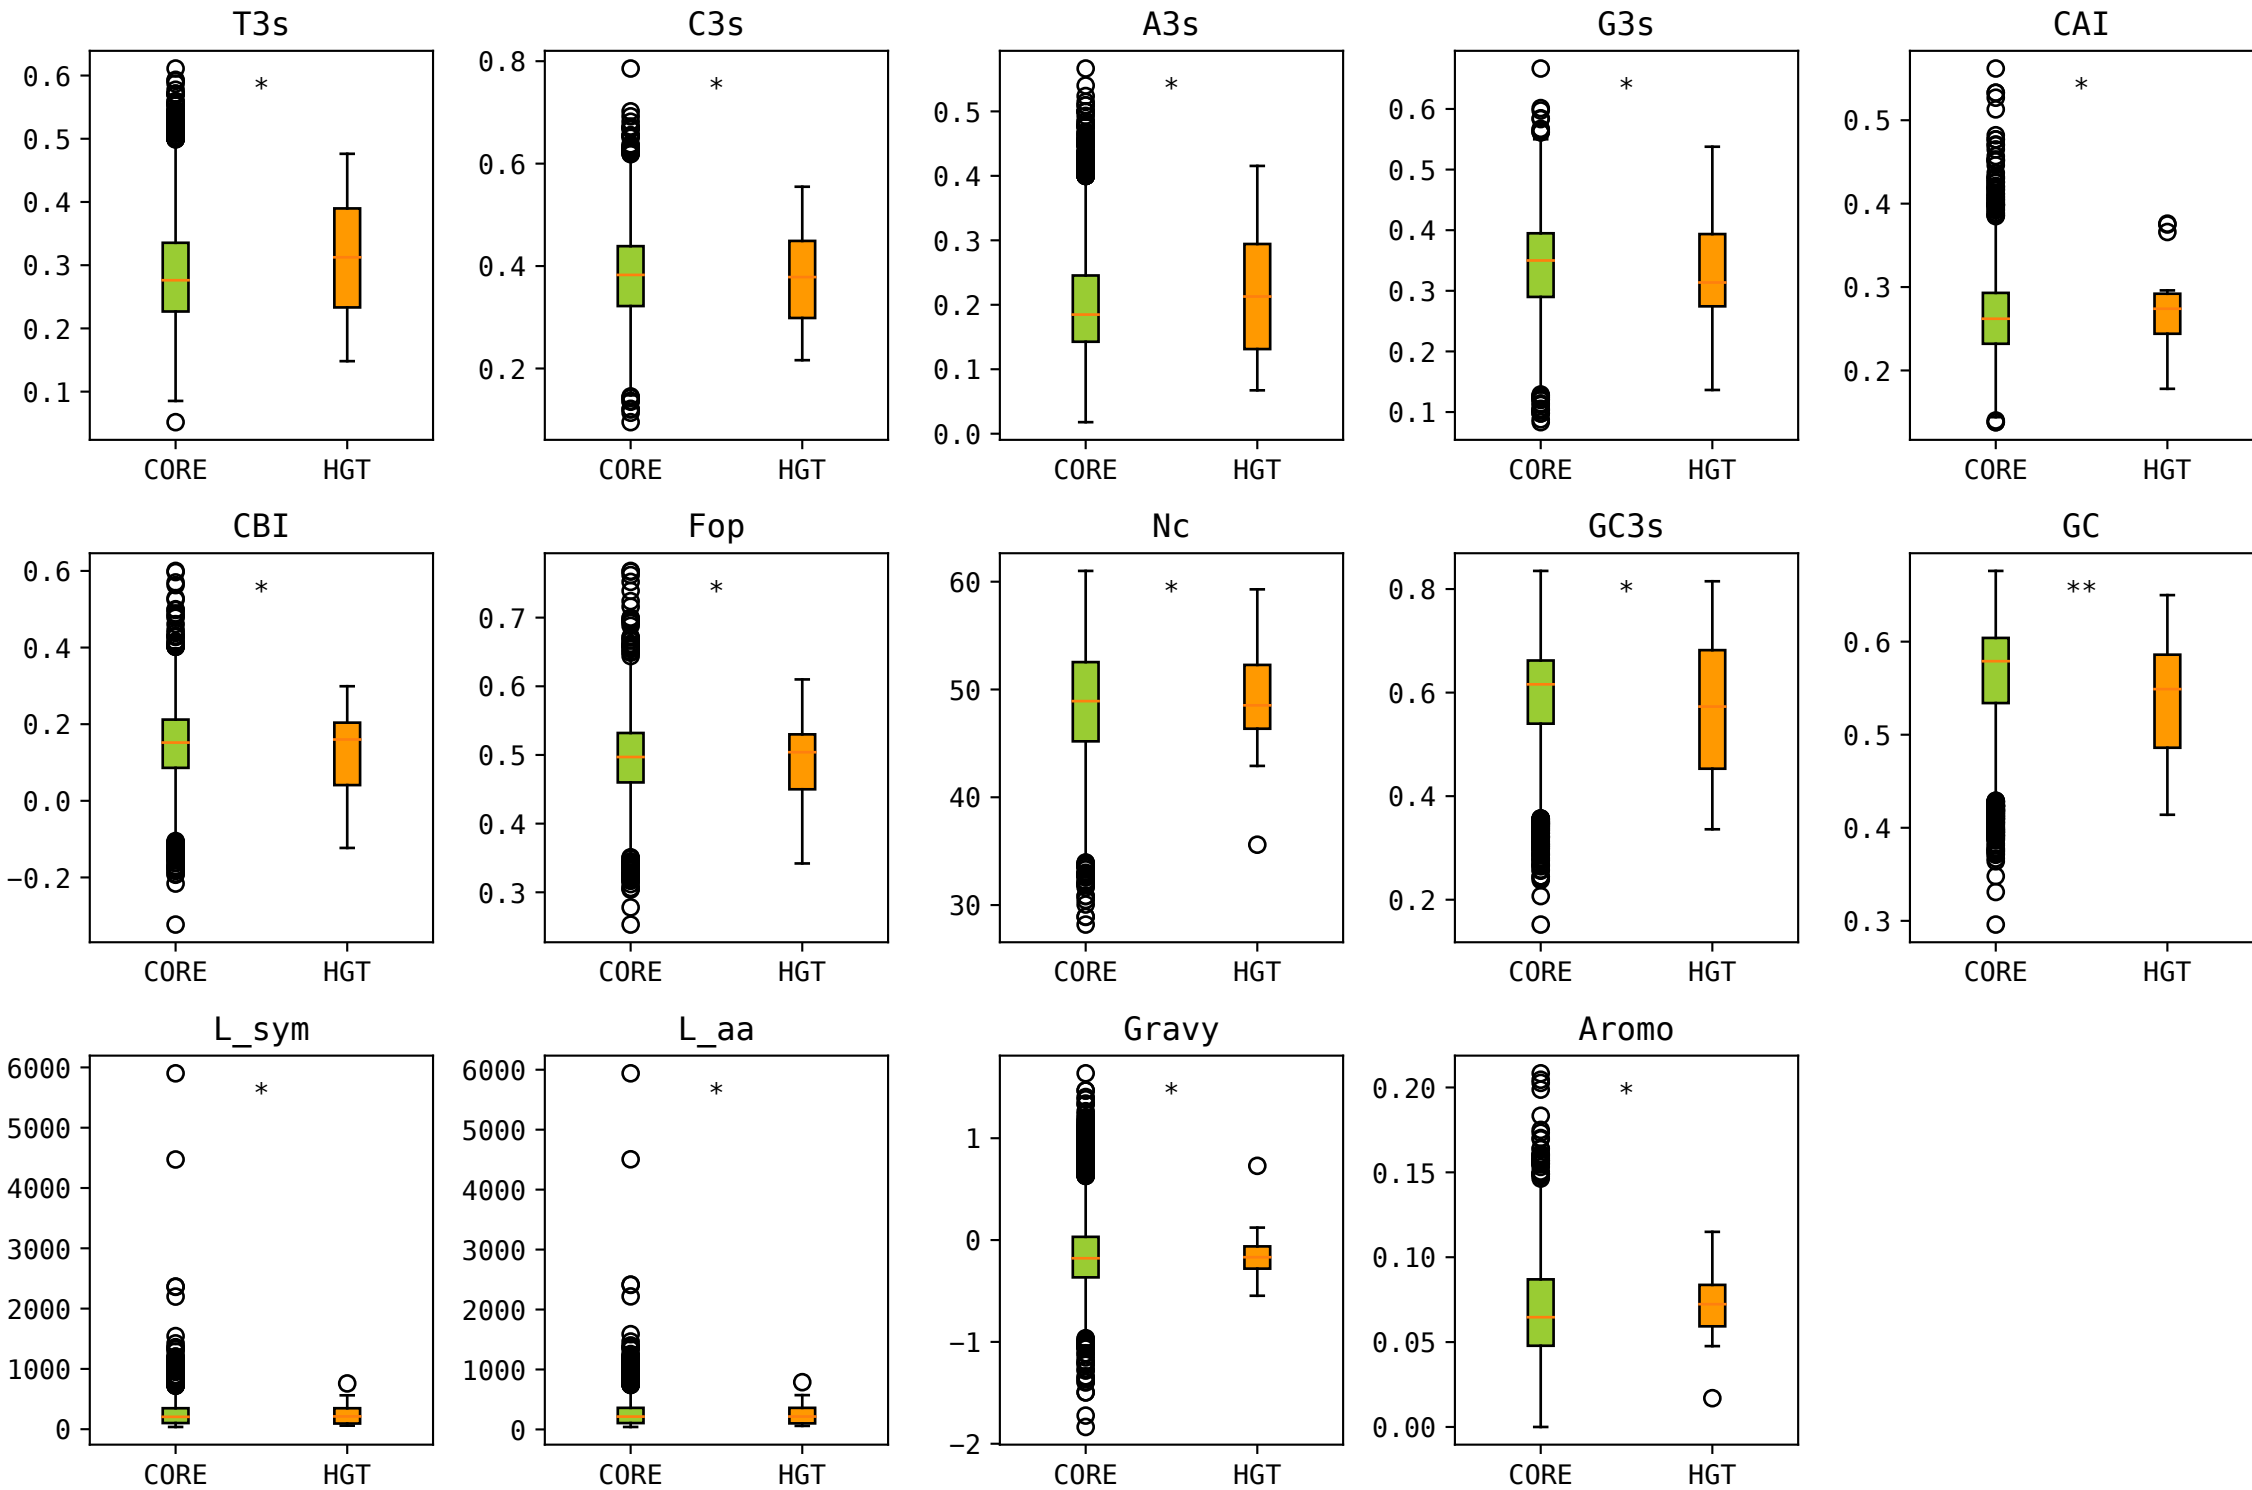 T3s C3s A3s G3s CAI
* * * * *
0.6 0.5 0.4 0.3 0.2 0.1
0.8 0.6 0.4 0.2
0.5 0.4 0.3 0.2 0.1 0.0
0.6 0.5 0.4 0.3 0.2 0.1
0.5 0.4 0.3 0.2
CORE HGT CORE HGT CORE HGT CORE HGT CORE HGT
CBI Fop Nc GC3s GC
* * * * **
0.6 0.4 0.2 0.0 −0.2
0.7 0.6 0.5 0.4 0.3
60 50 40 30
0.8 0.6 0.4 0.2
0.6 0.5 0.4 0.3
CORE HGT CORE HGT CORE HGT CORE HGT CORE HGT
L_sym L_aa Gravy Aromo
* * * *
6000 5000 4000 3000 2000 1000 0
6000 5000 4000 3000 2000 1000 0
1 0 −1 −2
0.20 0.15 0.10 0.05 0.00
CORE HGT CORE HGT CORE HGT CORE HGT